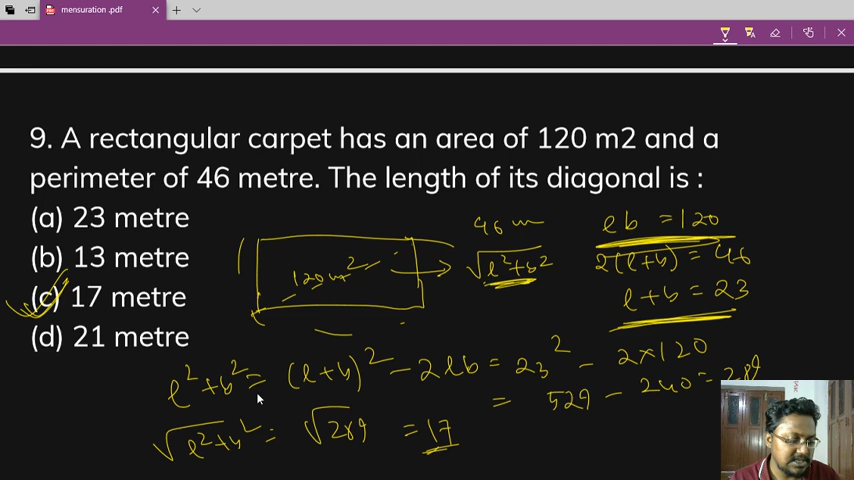 mensuration .pdf
9. A rectangular carpet has an area of 120 m2 and a
perimeter of 46 metre. The length of its diagonal is :
(a) 23 metre
(b) 13 metre
(c) 17 metre
(d) 21 metre
120m²
46 m
√l²+b²
lb = 120
2(l+b) = 46
l+b = 23
l²+b² = (l+b)² - 2lb = 23² - 2×120
= 529 - 240 = 289
√l²+b² = √289 = 17